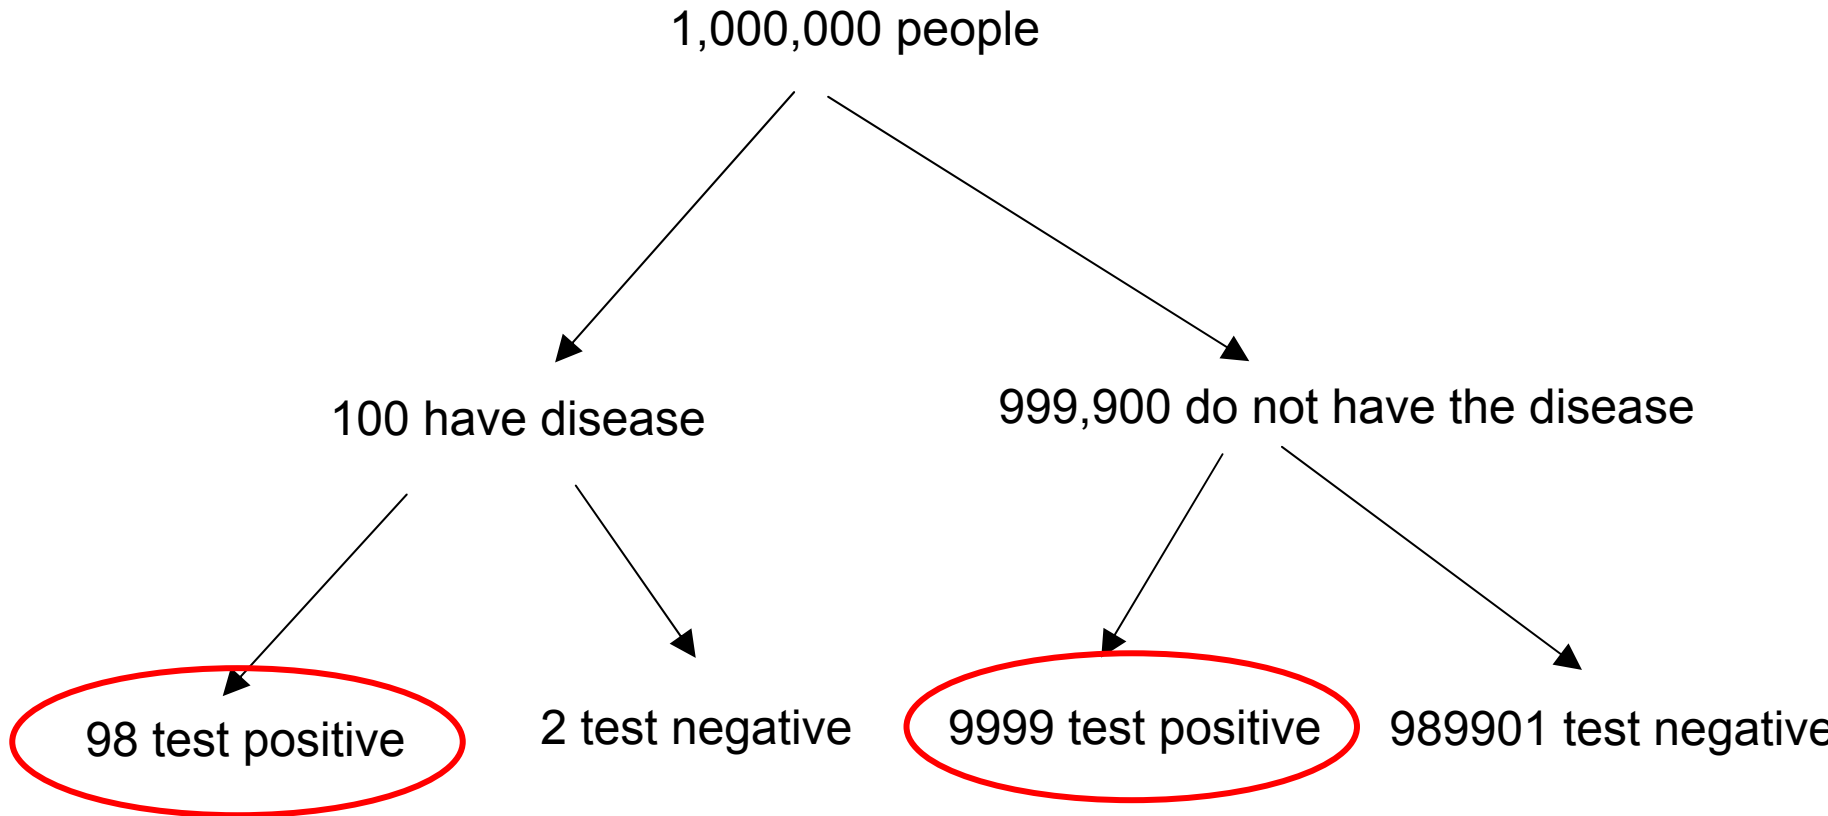 1,000,000 people
100 have disease
999,900 do not have the disease
98 test positive
2 test negative
9999 test positive
989901 test negative